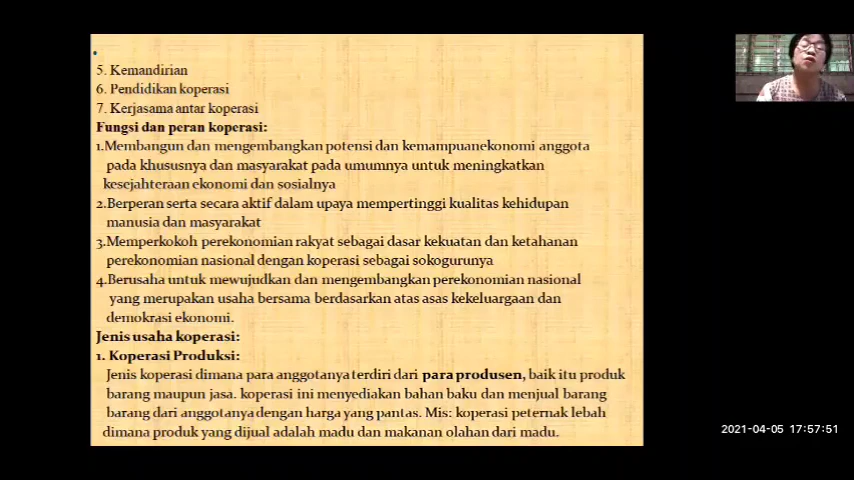 5. Kemandirian
6. Pendidikan koperasi
7. Kerjasama antar koperasi
Fungsi dan peran koperasi:
1.Membangun dan mengembangkan potensi dan kemampuanekonomi anggota
pada khususnya dan masyarakat pada umumnya untuk meningkatkan
kesejahteraan ekonomi dan sosialnya
2.Berperan serta secara aktif dalam upaya mempertinggi kualitas kehidupan
manusia dan masyarakat
3.Memperkokoh perekonomian rakyat sebagai dasar kekuatan dan ketahanan
perekonomian nasional dengan koperasi sebagai sokogurunya
4.Berusaha untuk mewujudkan dan mengembangkan perekonomian nasional
yang merupakan usaha bersama berdasarkan atas asas kekeluargaan dan
demokrasi ekonomi.
Jenis usaha koperasi:
1. Koperasi Produksi:
Jenis koperasi dimana para anggotanya terdiri dari para produsen, baik itu produk
barang maupun jasa. koperasi ini menyediakan bahan baku dan menjual barang
barang dari anggotanya dengan harga yang pantas. Mis: koperasi peternak lebah
dimana produk yang dijual adalah madu dan makanan olahan dari madu.
2021-04-05 17:57:51